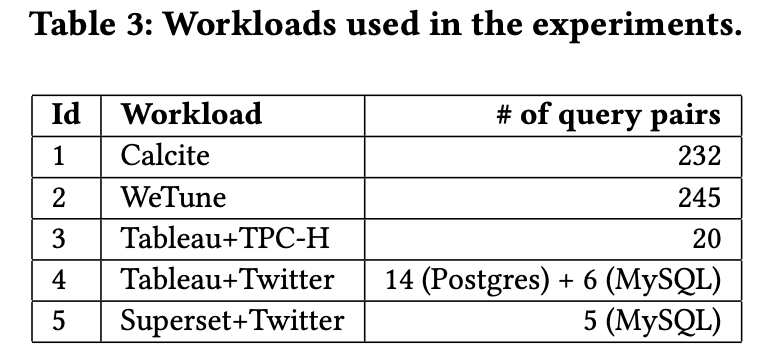 Table 3: Workloads used in the experiments.
Id Workload # of query pairs
1 Calcite 232
2 WeTune 245
3 Tableau+TPC-H 20
4 Tableau+Twitter 14 (Postgres) + 6 (MySQL)
5 Superset+Twitter 5 (MySQL)